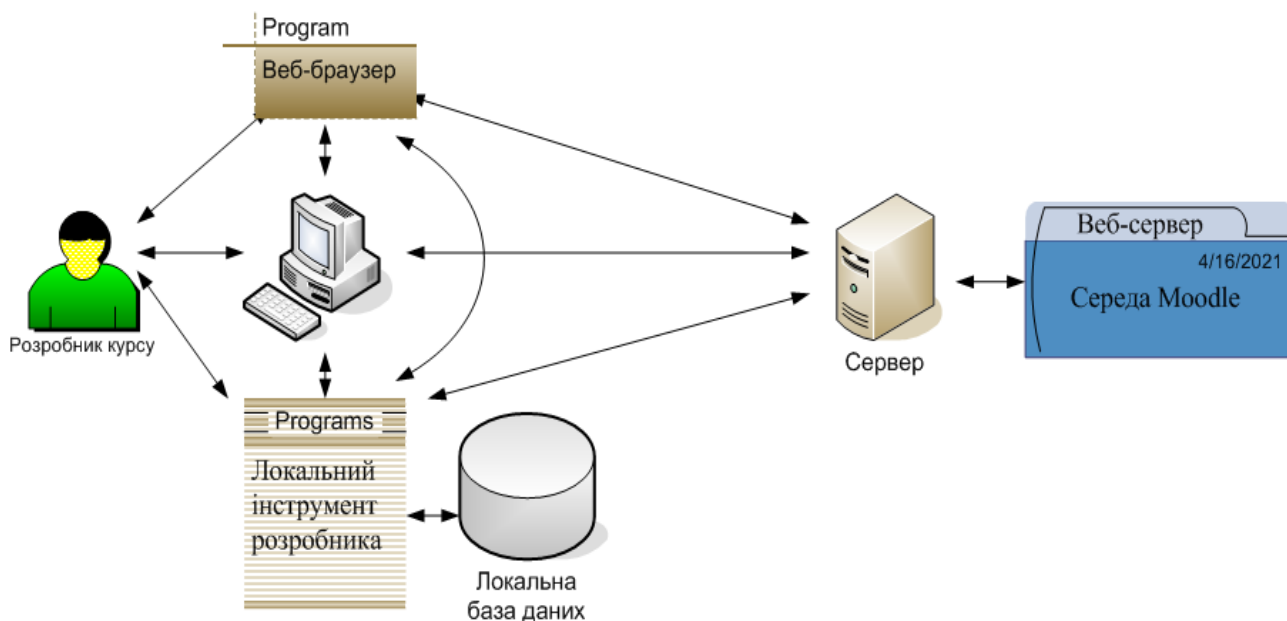 Program
Веб-браузер
Розробник курсу
Programs
Локальний
інструмент
розробника
Локальна
база даних
Сервер
Веб-сервер
4/16/2021
Середа Moodle